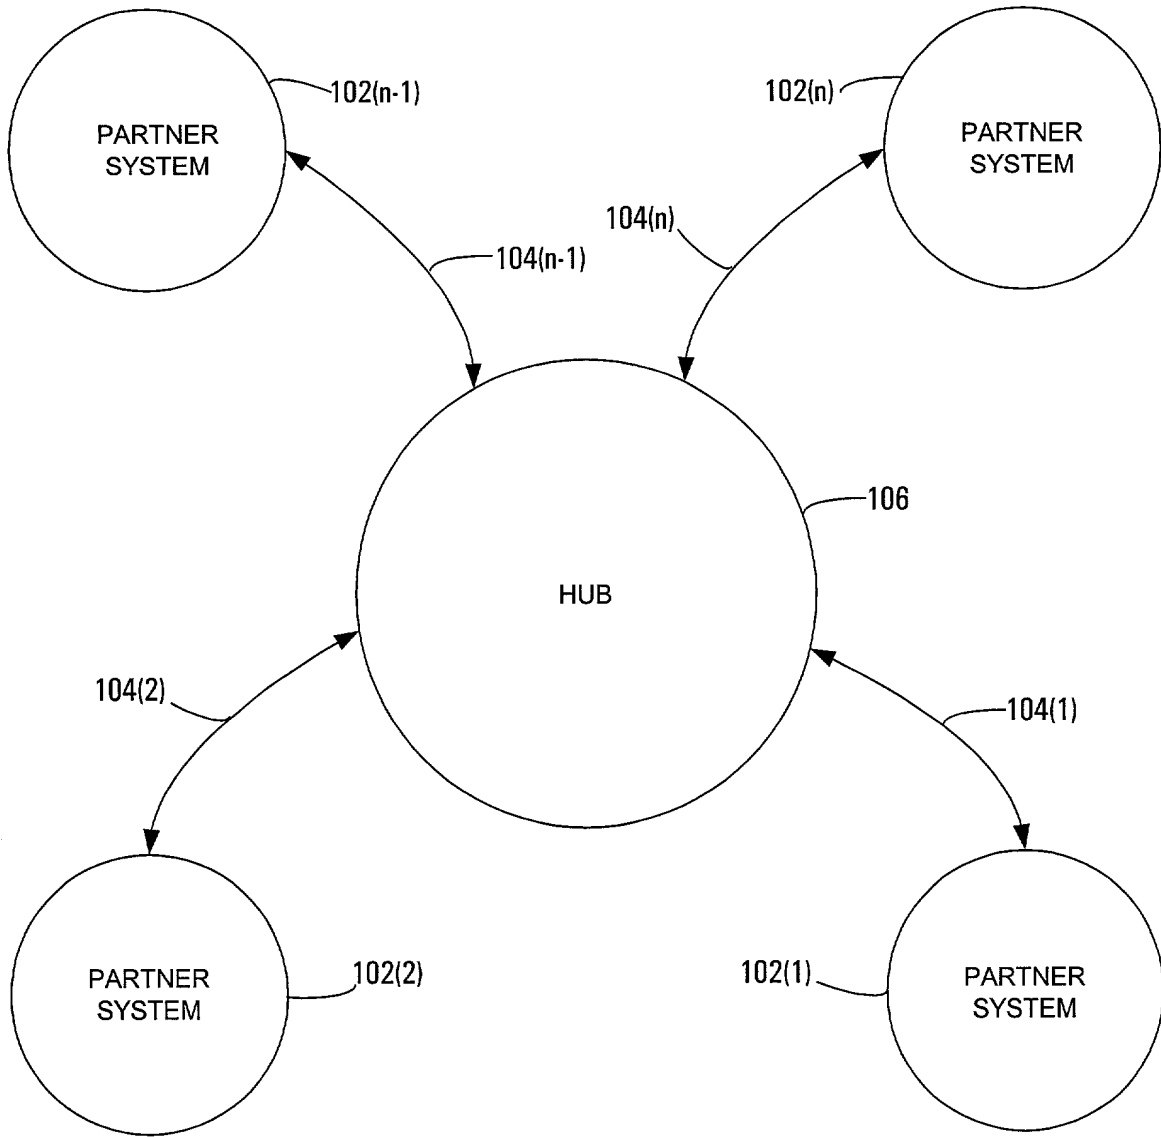 102(n-1)
102(n)
PARTNER
SYSTEM
PARTNER
SYSTEM
104(n)
104(n-1)
106
HUB
104(2)
104(1)
PARTNER
SYSTEM
102(2)
102(1)
PARTNER
SYSTEM